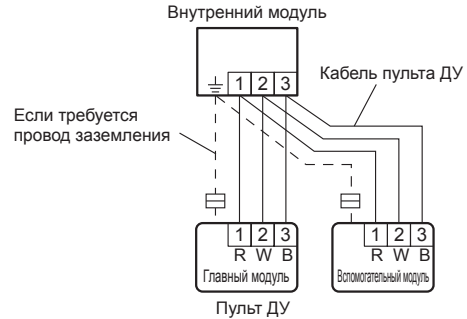 Внутренний модуль
1 2 3
Кабель пульта ДУ
Если требуется
провод заземления
1 2 3
R W B
Главный модуль
1 2 3
R W B
Вспомогательный модуль
Пульт ДУ